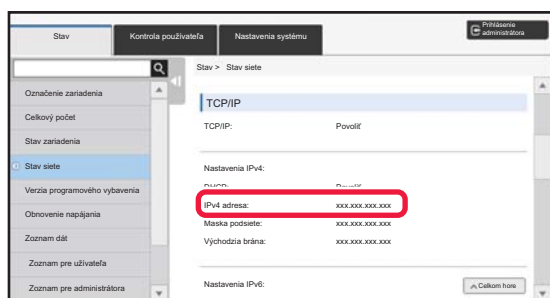 Stav
Kontrola používateľa
Nastavenia systému
Prihlásenie
administrátora
Stav > Stav siete
Označenie zariadenia
Celkový počet
Stav zariadenia
Stav siete
Verzia programového vybavenia
Obnovenie napájania
Zoznam dát
Zoznam pre užívateľa
Zoznam pre administrátora
TCP/IP
TCP/IP: Povoliť
Nastavenia IPv4:
DHCP: Povoliť
IPv4 adresa: xxx.xxx.xxx.xxx
Maska podsiete: xxx.xxx.xxx.xxx
Východzia brána: xxx.xxx.xxx.xxx
Nastavenia IPv6:
Celkom hore